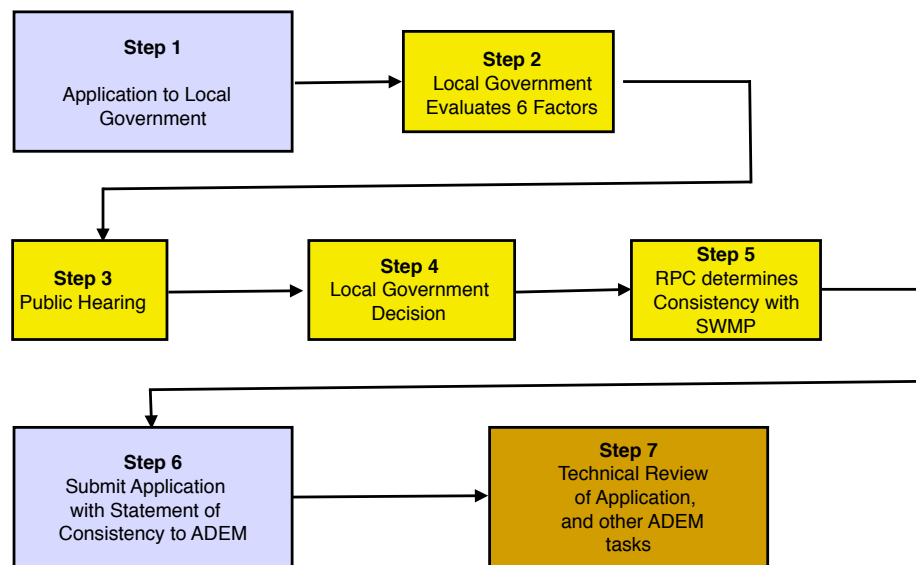 Step 1
Application to Local
Government
Step 2
Local Government
Evaluates 6 Factors
Step 3
Public Hearing
Step 4
Local Government
Decision
Step 5
RPC determines
Consistency with
SWMP
Step 6
Submit Application
with Statement of
Consistency to ADEM
Step 7
Technical Review
of Application,
and other ADEM
tasks